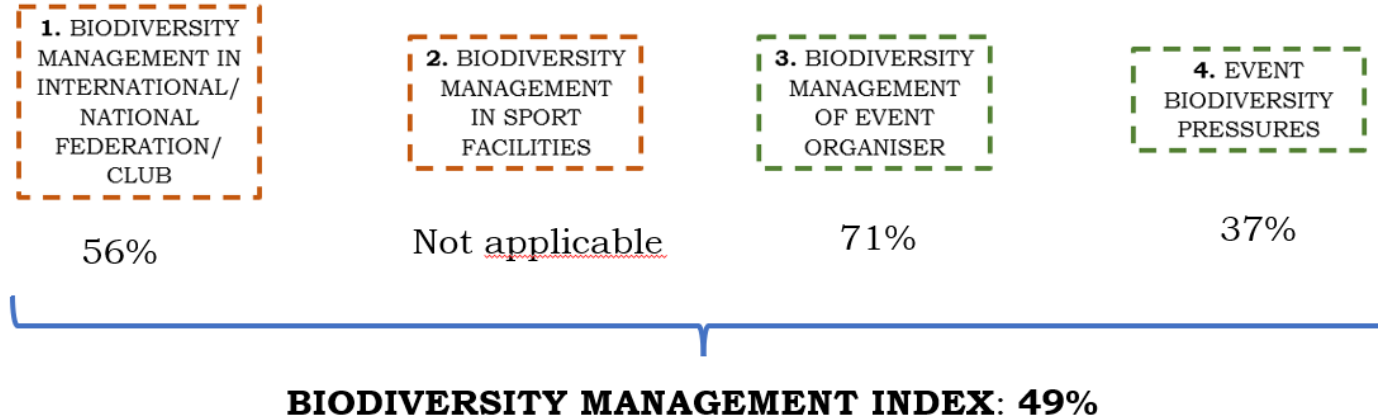 1. BIODIVERSITY
MANAGEMENT IN
INTERNATIONAL/
NATIONAL
FEDERATION/
CLUB
56%
2. BIODIVERSITY
MANAGEMENT
IN SPORT
FACILITIES
Not applicable
3. BIODIVERSITY
MANAGEMENT
OF EVENT
ORGANISER
71%
4. EVENT
BIODIVERSITY
PRESSURES
37%
BIODIVERSITY MANAGEMENT INDEX: 49%